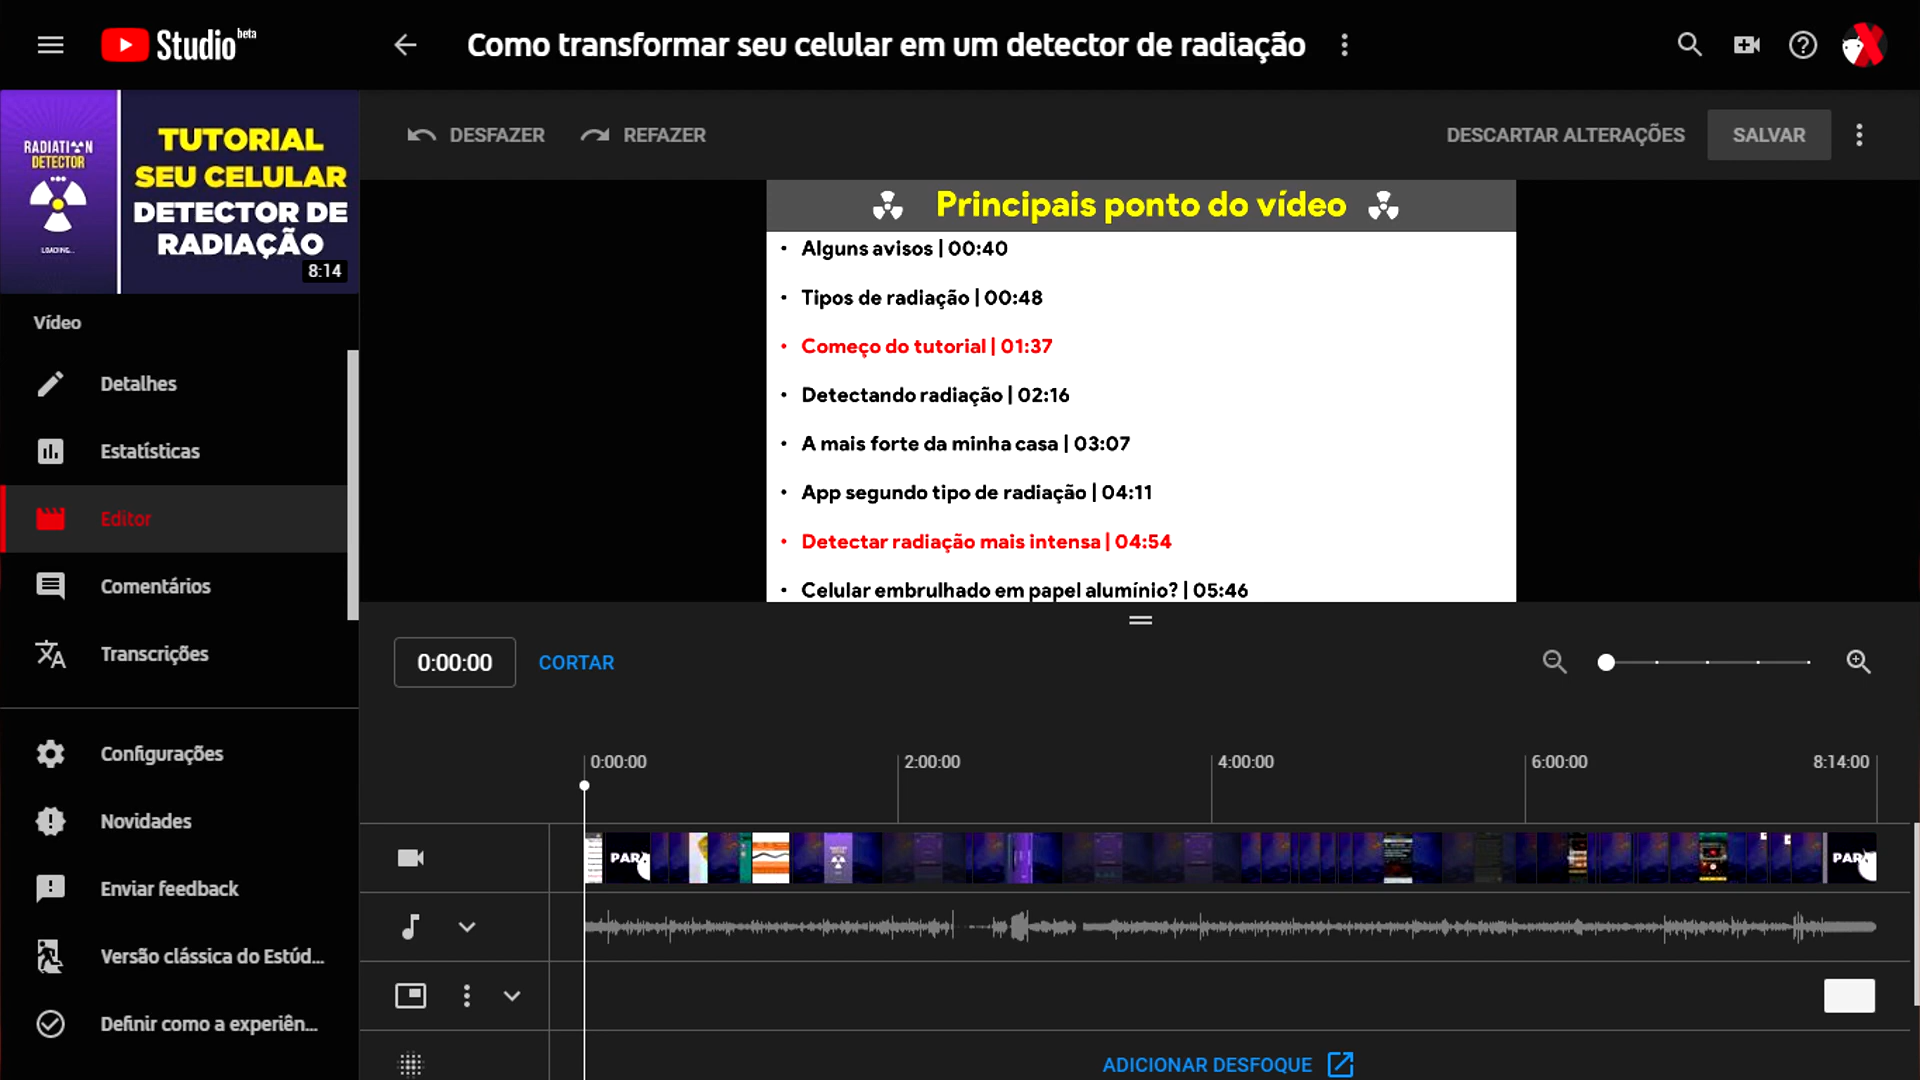 Studio beta
Como transformar seu celular em um detector de radiação
RADIATION
DETECTOR
LOADING...
TUTORIAL
SEU CELULAR
DETECTOR DE
RADIAÇÃO
8:14
DESFAZER
REFAZER
DESCARTAR ALTERAÇÕES
SALVAR
Vídeo
Detalhes
Estatísticas
Editor
Comentários
Transcrições
Configurações
Novidades
Enviar feedback
Versão clássica do Estúd...
Definir como a experiên...
Principais ponto do vídeo
• Alguns avisos | 00:40
• Tipos de radiação | 00:48
• Começo do tutorial | 01:37
• Detectando radiação | 02:16
• A mais forte da minha casa | 03:07
• App segundo tipo de radiação | 04:11
• Detectar radiação mais intensa | 04:54
• Celular embrulhado em papel alumínio? | 05:46
0:00:00
CORTAR
0:00:00
2:00:00
4:00:00
6:00:00
8:14:00
PAR
PAR
ADICIONAR DESFOQUE